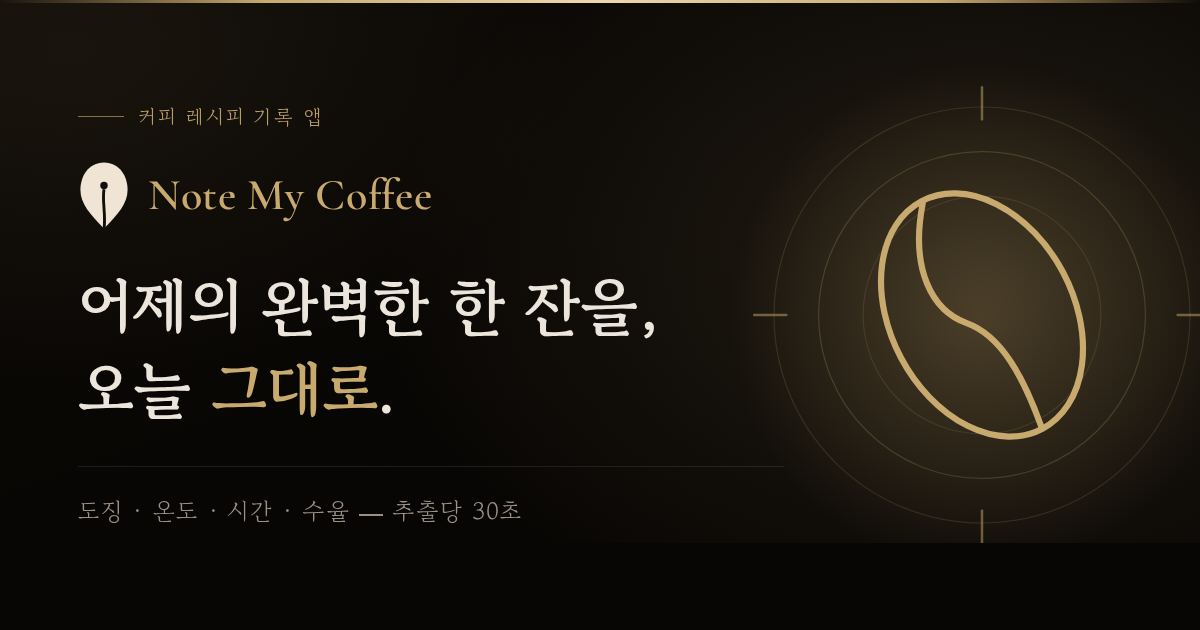 커피 레시피 기록 앱
Note My Coffee
어제의 완벽한 한 잔을,
오늘 그대로.
도징 · 온도 · 시간 · 수율 — 추출당 30초